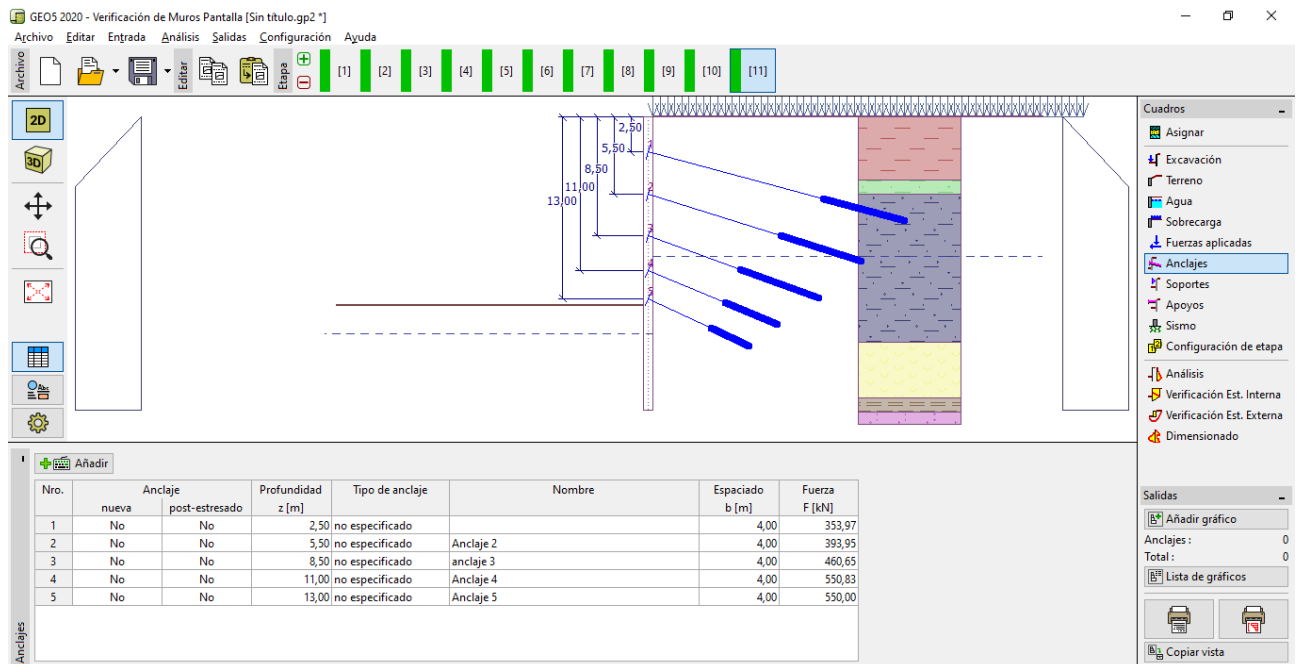 GEO5 2020 - Verificación de Muros Pantalla [Sin título.gp2 *]
Archivo Editar Entrada Análisis Salidas Configuración Ayuda
Archivo Editar Etapa [1] [2] [3] [4] [5] [6] [7] [8] [9] [10] [11]
2D
3D
Abc
2,50
5,50
8,50
11,00
13,00
1
2
3
4
5
Cuadros
Asignar
Excavación
Terreno
Agua
Sobrecarga
Fuerzas aplicadas
Anclajes
Soportes
Apoyos
Sismo
Configuración de etapa
Análisis
Verificación Est. Interna
Verificación Est. Externa
Dimensionado
Anclajes
Añadir
Nro. Anclaje Profundidad Tipo de anclaje Nombre Espaciado Fuerza
nueva post-estresado z [m] b [m] F [kN]
1 No No 2,50 no especificado 4,00 353,97
2 No No 5,50 no especificado Anclaje 2 4,00 393,95
3 No No 8,50 no especificado anclaje 3 4,00 460,65
4 No No 11,00 no especificado Anclaje 4 4,00 550,83
5 No No 13,00 no especificado Anclaje 5 4,00 550,00
Salidas
Añadir gráfico
Anclajes : 0
Total : 0
Lista de gráficos
Copiar vista